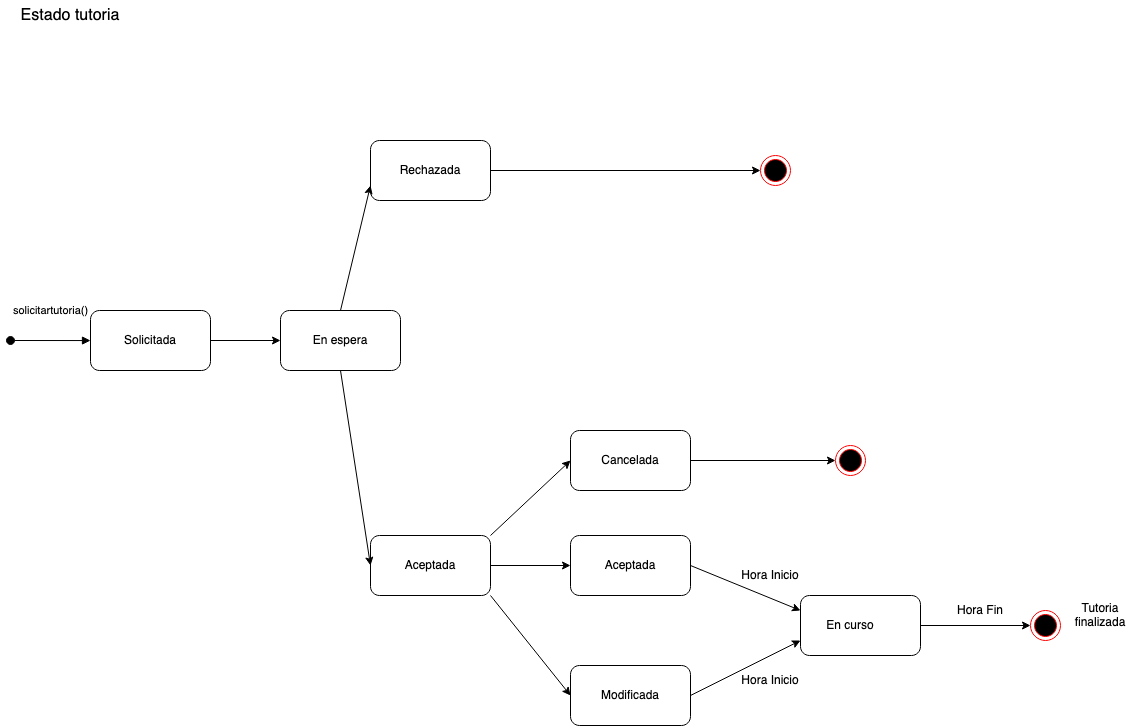 Estado tutoria
Rechazada
solicitartutoria()
Solicitada
En espera
Cancelada
Aceptada
Aceptada
Hora Inicio
En curso
Hora Fin
Tutoria
finalizada
Modificada
Hora Inicio